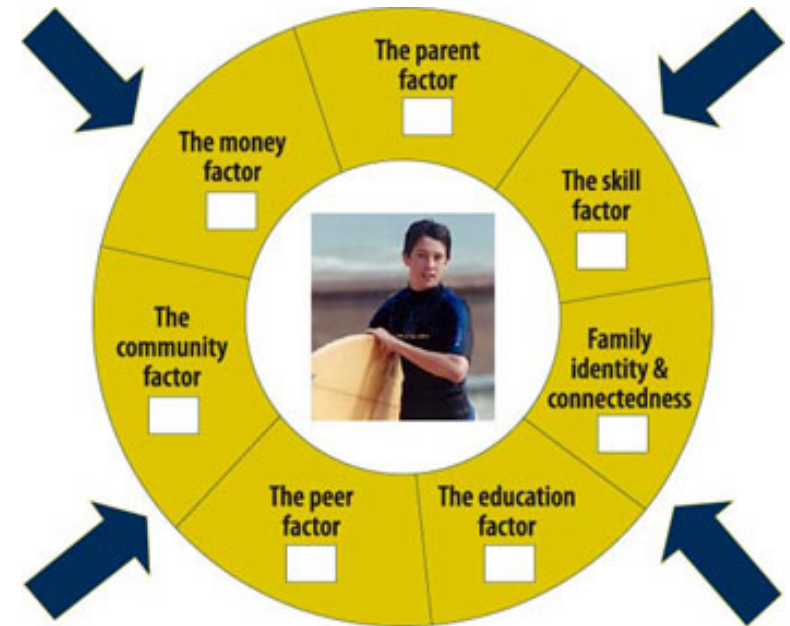 The parent
factor
The skill
factor
Family
identity &
connectedness
The education
factor
The peer
factor
The
community
factor
The money
factor